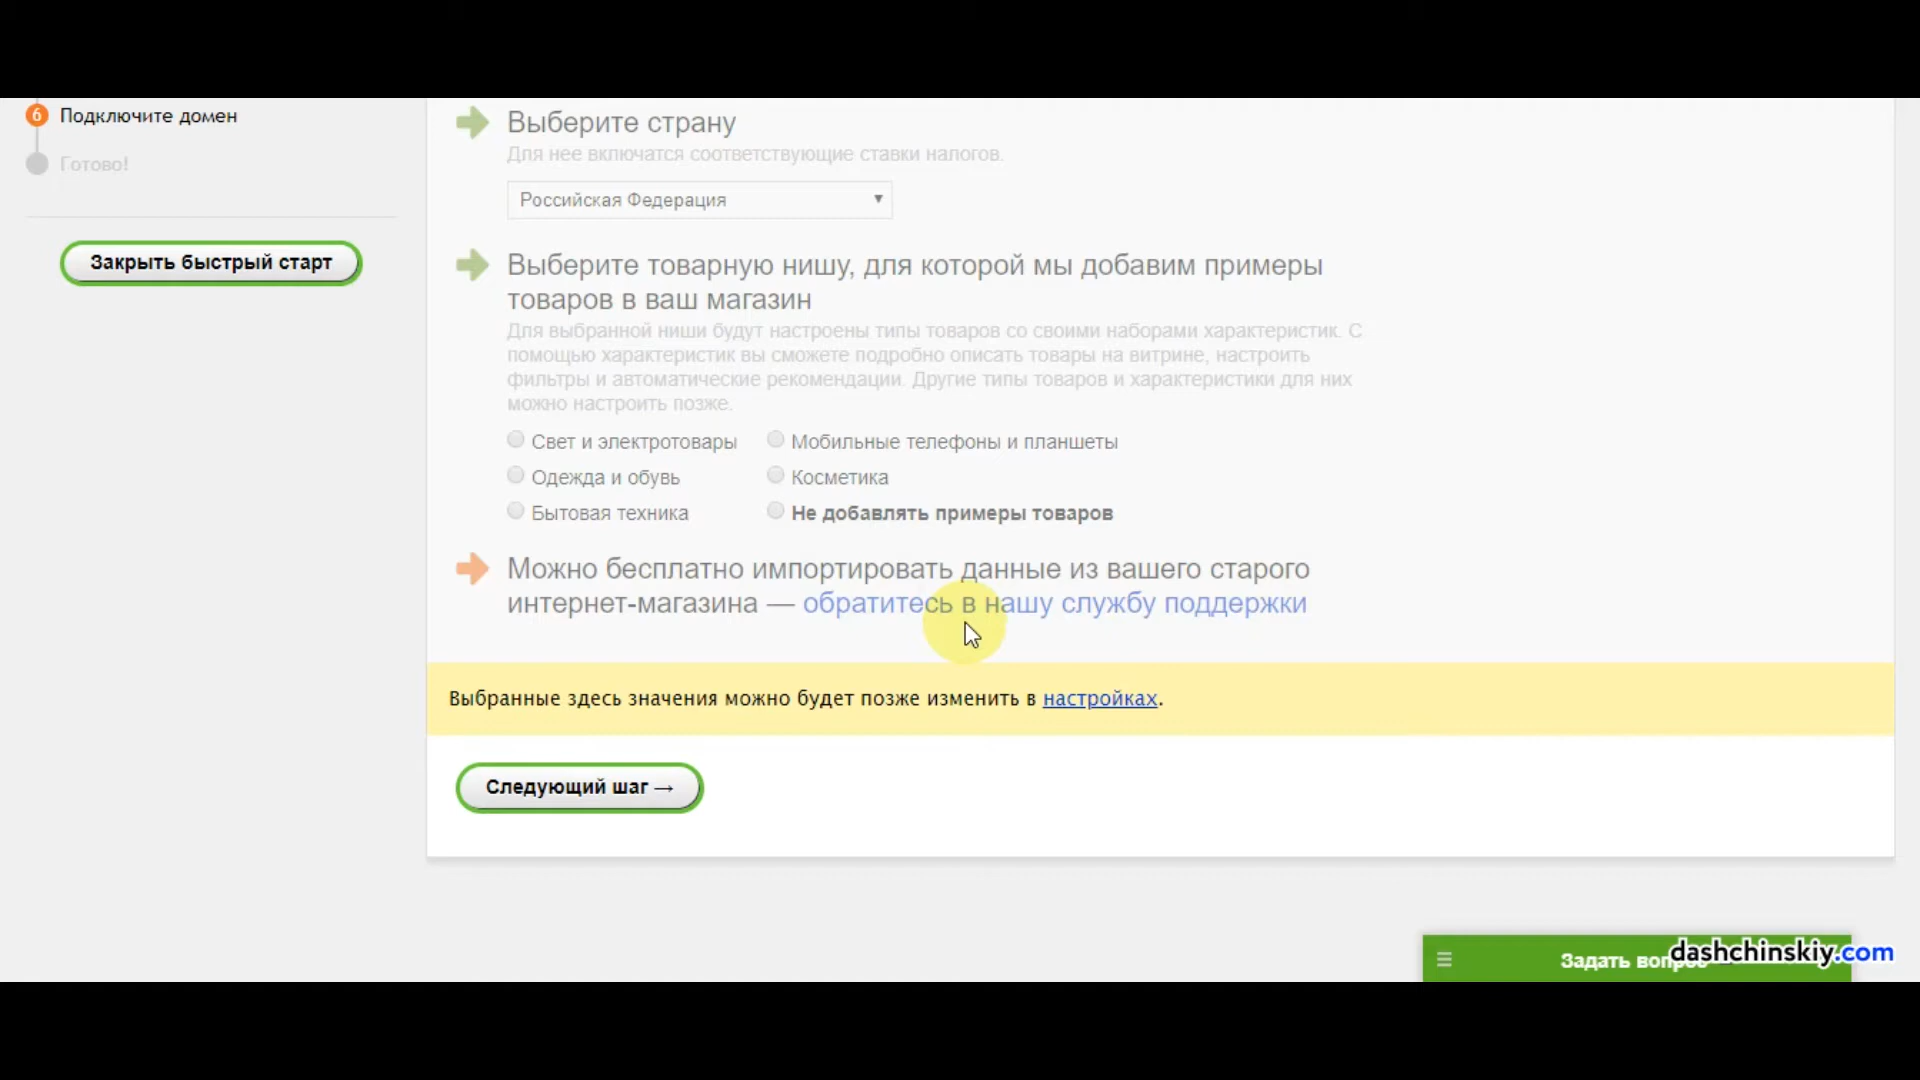 6 Подключите домен
Готово!
Закрыть быстрый старт
Выберите страну
Для нее включатся соответствующие ставки налогов.
Российская Федерация
Выберите товарную нишу, для которой мы добавим примеры
товаров в ваш магазин
Для выбранной ниши будут настроены типы товаров со своими наборами характеристик. С
помощью характеристик вы сможете подробно описать товары на витрине, настроить
фильтры и автоматические рекомендации. Другие типы товаров и характеристики для них
можно настроить позже.
Свет и электротовары Мобильные телефоны и планшеты
Одежда и обувь Косметика
Бытовая техника Не добавлять примеры товаров
Можно бесплатно импортировать данные из вашего старого
интернет-магазина — обратитесь в нашу службу поддержки
Выбранные здесь значения можно будет позже изменить в настройках.
Следующий шаг →
Задать вопрос
dashchinskiy.com